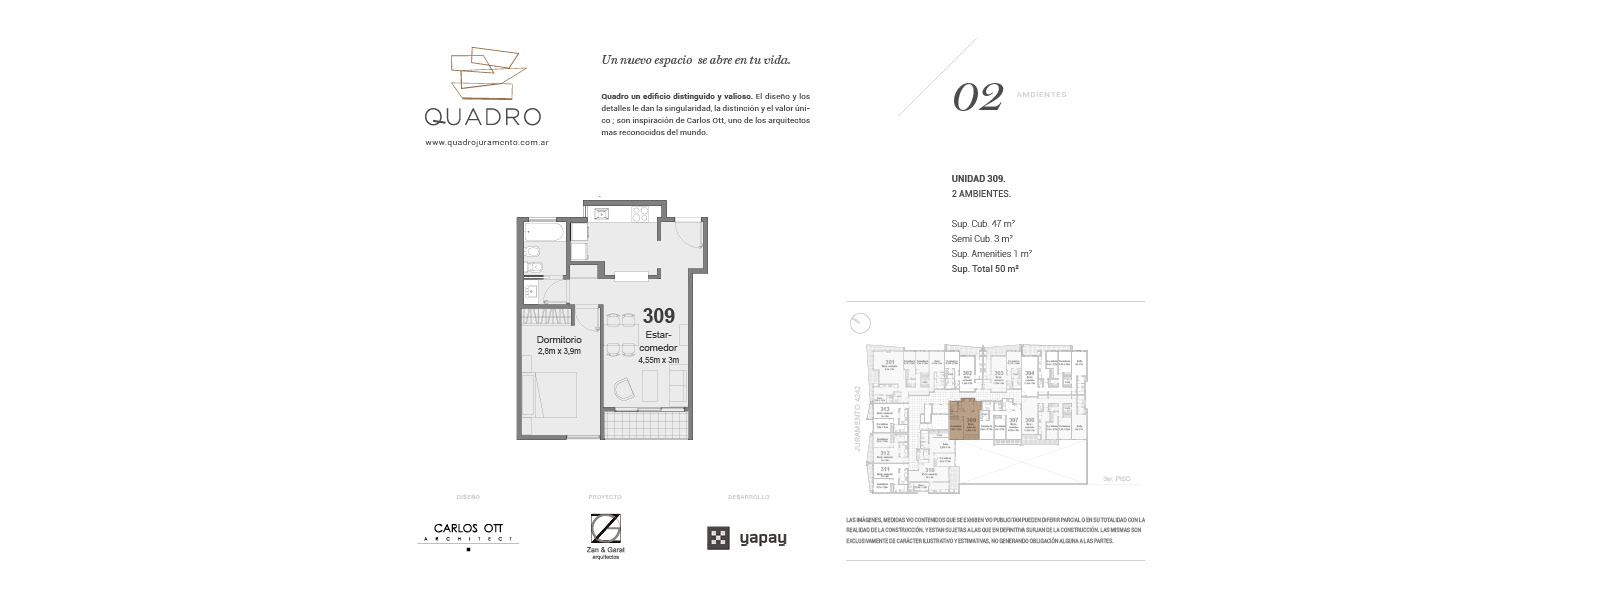 QUADRO
www.quadrojuramento.com.ar
Un nuevo espacio se abre en tu vida.
Quadro un edificio distinguido y valioso. El diseño y los
detalles le dan la singularidad, la distinción y el valor úni-
co ; son inspiración de Carlos Ott, uno de los arquitectos
mas reconocidos del mundo.
02 AMBIENTES
UNIDAD 309.
2 AMBIENTES.
Sup. Cub. 47 m²
Semi Cub. 3 m²
Sup. Amenities 1 m²
Sup. Total 50 m²
309
Estar-
comedor
4,55m x 3m
Dormitorio
2,8m x 3,9m
JURAMENTO 4242
301
302
303
304
313
309
307
306
312
311
310
3er. PISO
DISEÑO
CARLOS OTT
ARCHITECT
PROYECTO
Zan & Garat
arquitectos
DESARROLLO
yapay
LAS IMÁGENES, MEDIDAS Y/O CONTENIDOS QUE SE EXHIBEN Y/O PUBLICITAN PUEDEN DIFERIR PARCIAL O EN SU TOTALIDAD CON LA
REALIDAD DE LA CONSTRUCCIÓN, Y ESTAN SUJETAS A LAS QUE EN DEFINITIVA SURJAN DE LA CONSTRUCCIÓN. LAS MISMAS SON
EXCLUSIVAMENTE DE CARÁCTER ILUSTRATIVO Y ESTIMATIVAS, NO GENERANDO OBLIGACIÓN ALGUNA A LAS PARTES.